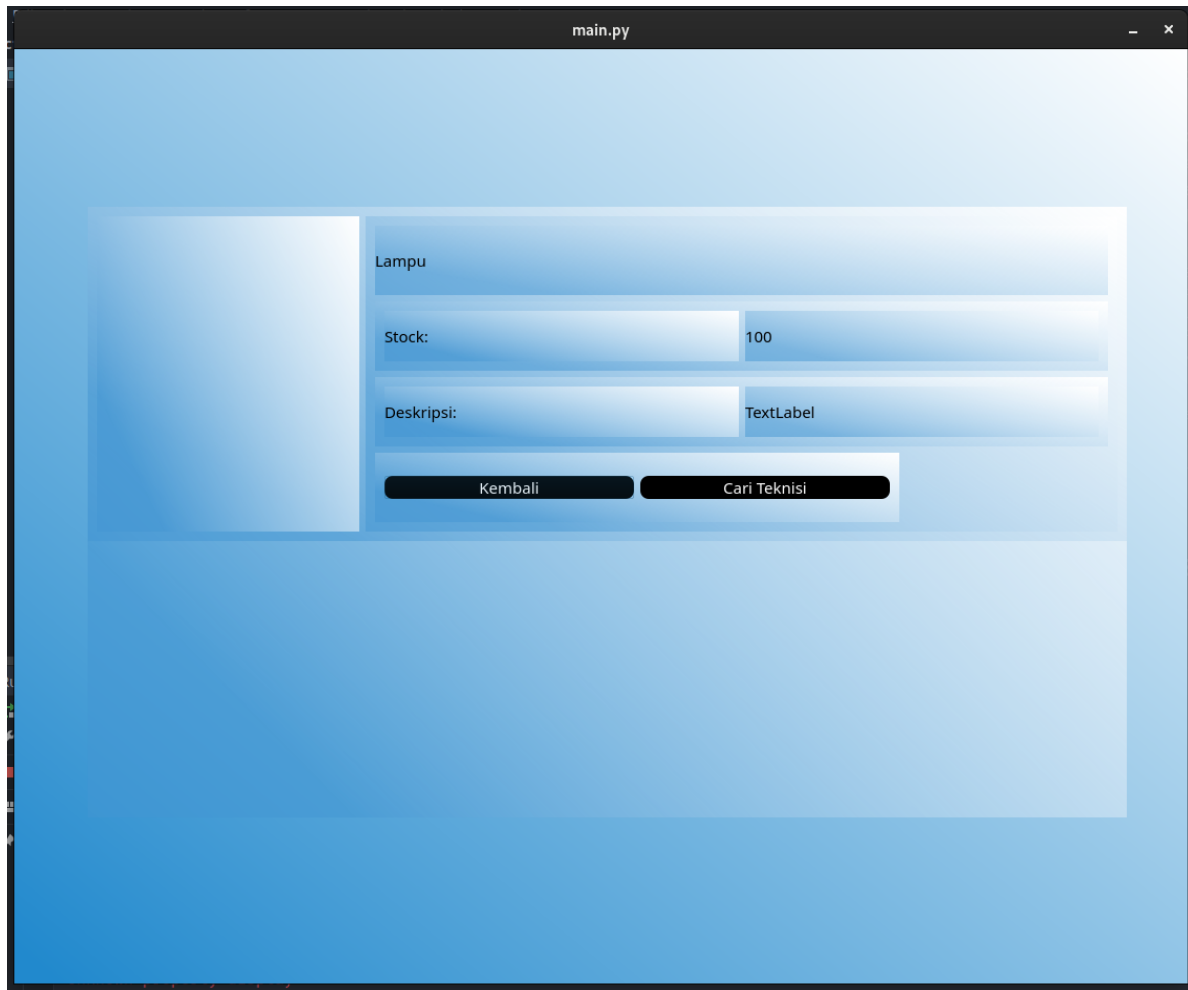 main.py
Lampu
Stock: 100
Deskripsi: TextLabel
Kembali Cari Teknisi